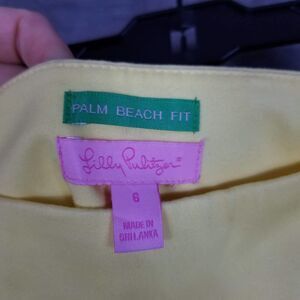 PALM BEACH FIT
Lilly Pulitzer®
6
MADE IN
SRI LANKA